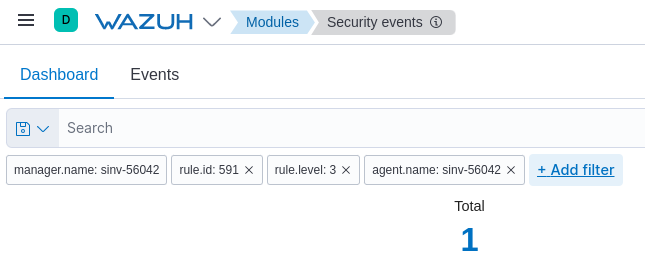 D WAZUH Modules Security events
Dashboard Events
Search
manager.name: sinv-56042 rule.id: 591 × rule.level: 3 × agent.name: sinv-56042 × + Add filter
Total
1